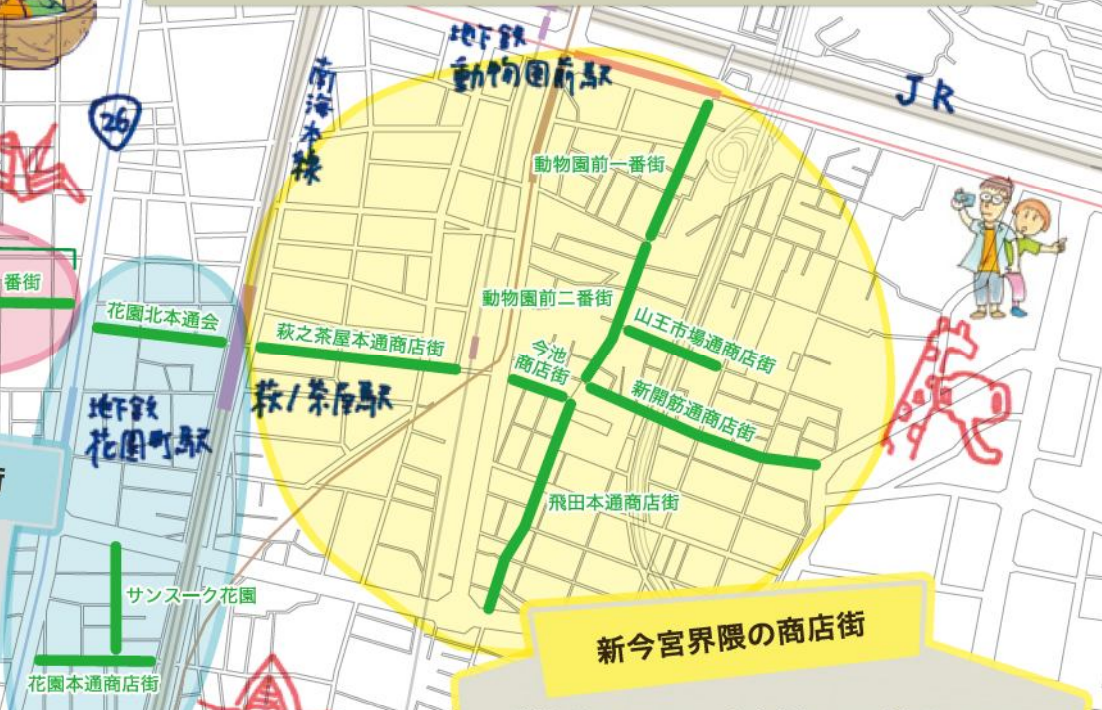 地下鉄
動物園前駅
南海本線
JR
26
動物園前一番街
番街
動物園前二番街
花園北本通会
萩之茶屋本通商店街
山王市場通商店街
今池
商店街
萩ノ茶屋駅
新開筋通商店街
地下鉄
花園町駅
街
飛田本通商店街
サンスーク花園
新今宮界隈の商店街
花園本通商店街